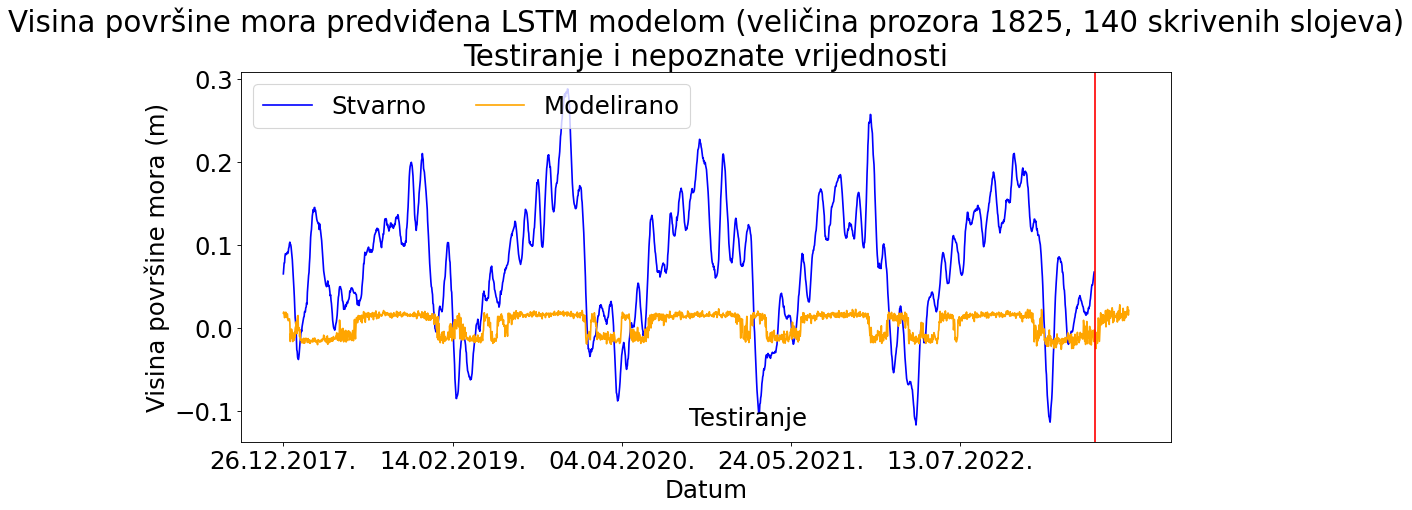 Visina površine mora predviđena LSTM modelom (veličina prozora 1825, 140 skrivenih slojeva)
Testiranje i nepoznate vrijednosti
Visina površine mora (m)
0.3
0.2
0.1
0.0
−0.1
Stvarno
Modelirano
Testiranje
26.12.2017.
14.02.2019.
04.04.2020.
24.05.2021.
13.07.2022.
Datum